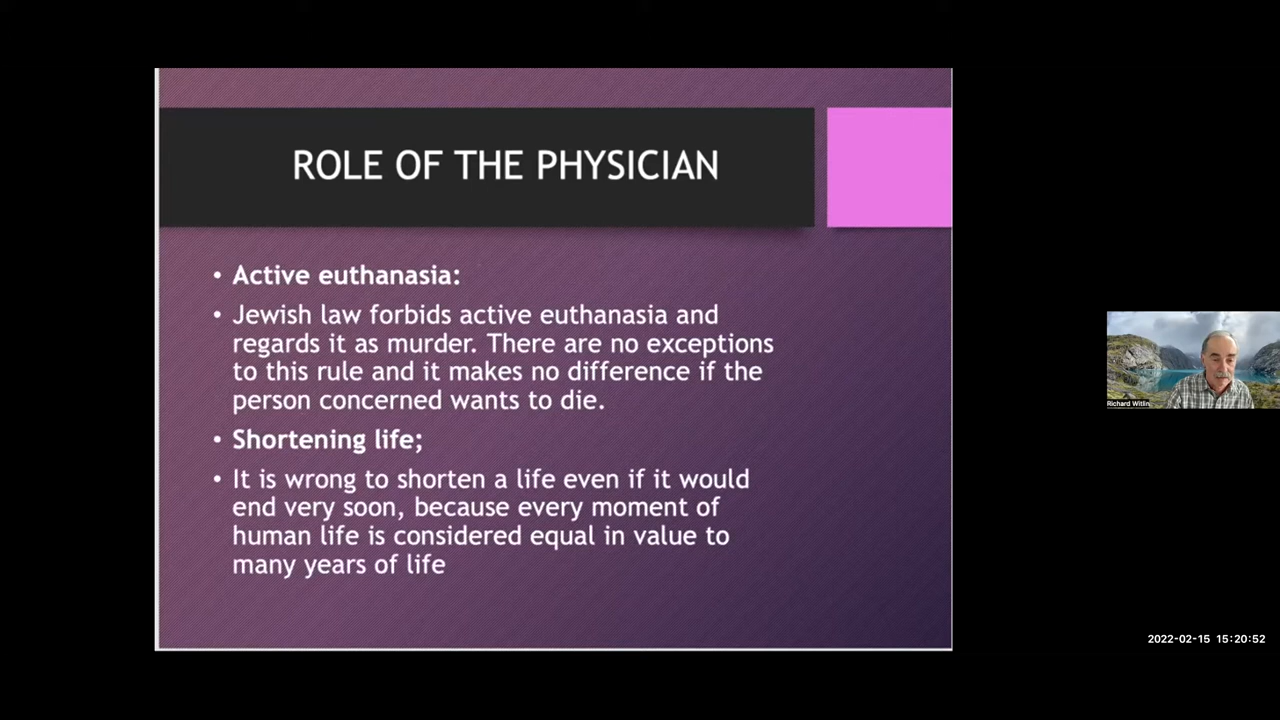 ROLE OF THE PHYSICIAN
• Active euthanasia:
• Jewish law forbids active euthanasia and
regards it as murder. There are no exceptions
to this rule and it makes no difference if the
person concerned wants to die.
• Shortening life;
• It is wrong to shorten a life even if it would
end very soon, because every moment of
human life is considered equal in value to
many years of life
Richard Witlin
2022-02-15 15:20:52